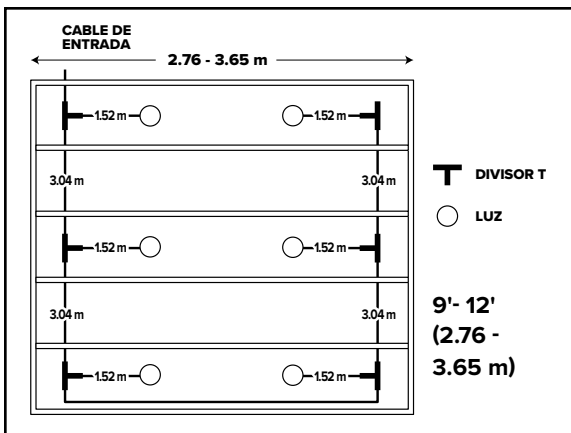 CABLE DE
ENTRADA
2.76 - 3.65 m
1.52 m 1.52 m
3.04 m 3.04 m
1.52 m 1.52 m
3.04 m 3.04 m
1.52 m 1.52 m
DIVISOR T
LUZ
9'- 12'
(2.76 -
3.65 m)